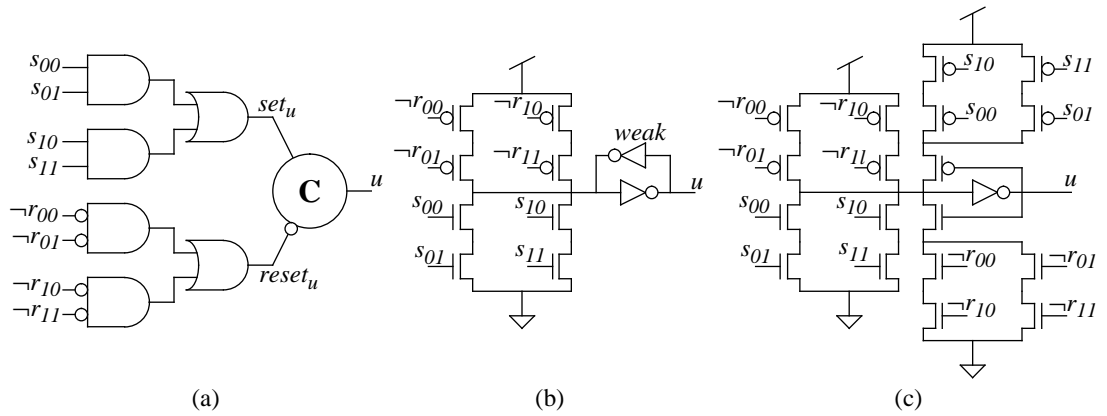 s00
s01
s10
s11
setu
C
u
¬r00
¬r01
¬r10
¬r11
resetu
(a)
¬r00
¬r10
¬r01
¬r11
weak
u
s00
s10
s01
s11
(b)
s10
s11
¬r00
¬r10
s00
s01
¬r01
¬r1l
u
s00
s10
s01
s11
¬r00
¬r01
¬r10
¬r11
(c)